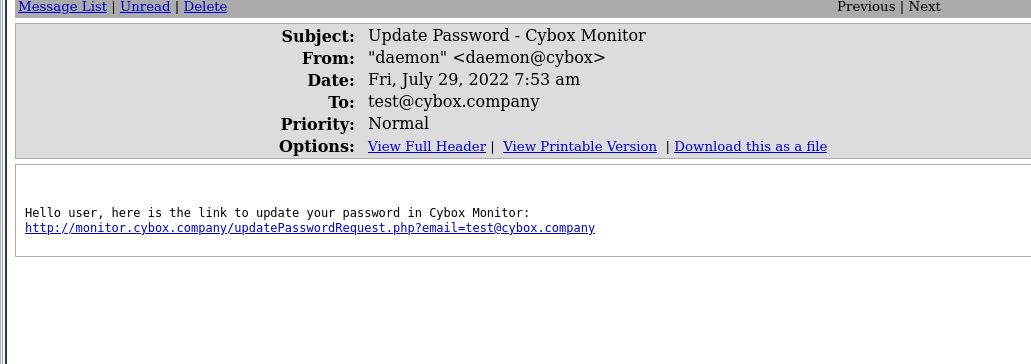 Message List | Unread | Delete Previous | Next
Subject: Update Password - Cybox Monitor
From: "daemon" <daemon@cybox>
Date: Fri, July 29, 2022 7:53 am
To: test@cybox.company
Priority: Normal
Options: View Full Header | View Printable Version | Download this as a file
Hello user, here is the link to update your password in Cybox Monitor:
http://monitor.cybox.company/updatePasswordRequest.php?email=test@cybox.company